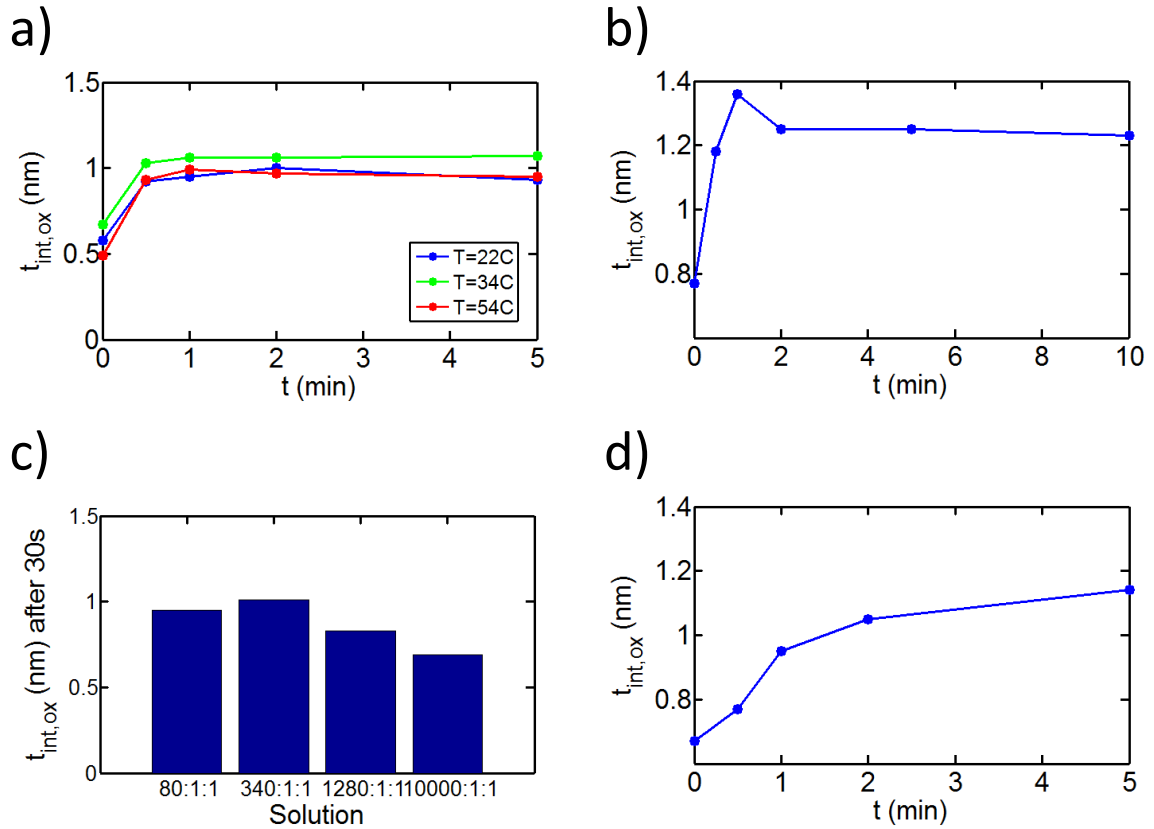 a)
1.5
1
0.5
0
t_int,ox (nm)
0 1 2 3 4 5
t (min)
T=22C
T=34C
T=54C
b)
1.4
1.2
1
0.8
t_int,ox (nm)
0 2 4 6 8 10
t (min)
c)
1.5
1
0.5
0
t_int,ox (nm) after 30s
80:1:1 340:1:1 1280:1:1 10000:1:1
Solution
d)
1.4
1.2
1
0.8
t_int,ox (nm)
0 1 2 3 4 5
t (min)